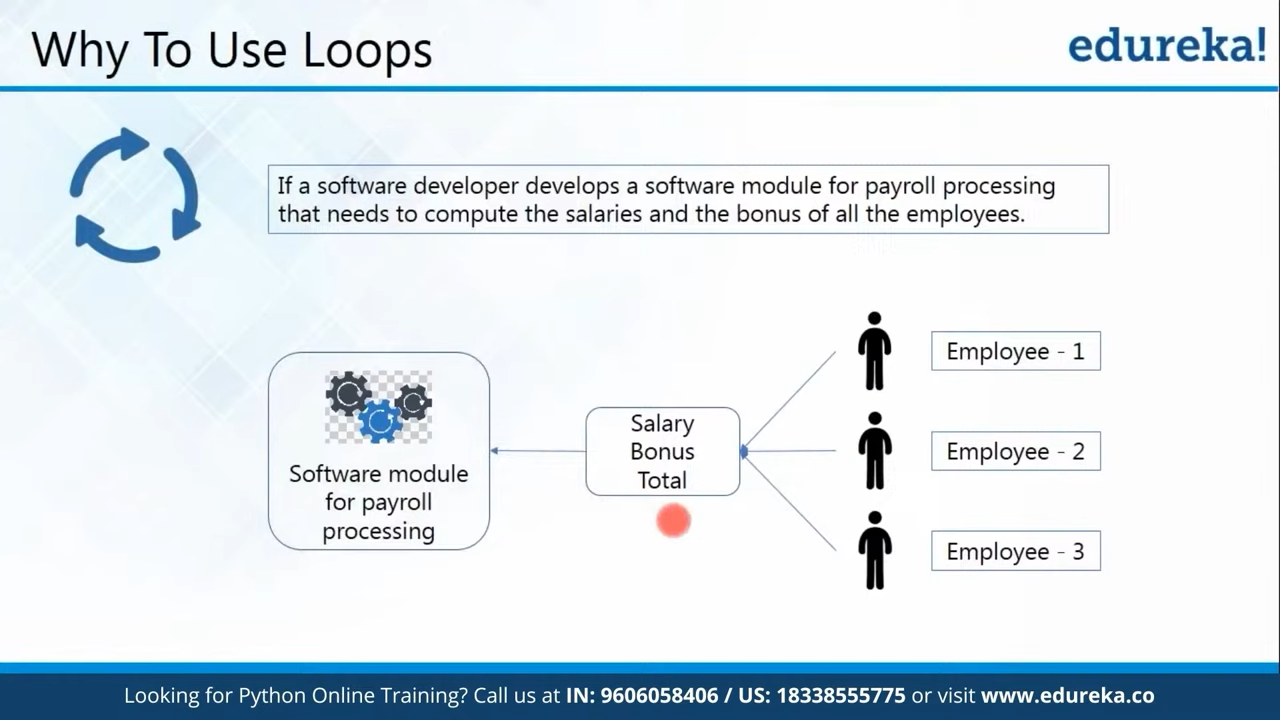 Why To Use Loops
edureka!
If a software developer develops a software module for payroll processing
that needs to compute the salaries and the bonus of all the employees.
Software module
for payroll
processing
Salary
Bonus
Total
Employee - 1
Employee - 2
Employee - 3
Looking for Python Online Training? Call us at IN: 9606058406 / US: 18338555775 or visit www.edureka.co